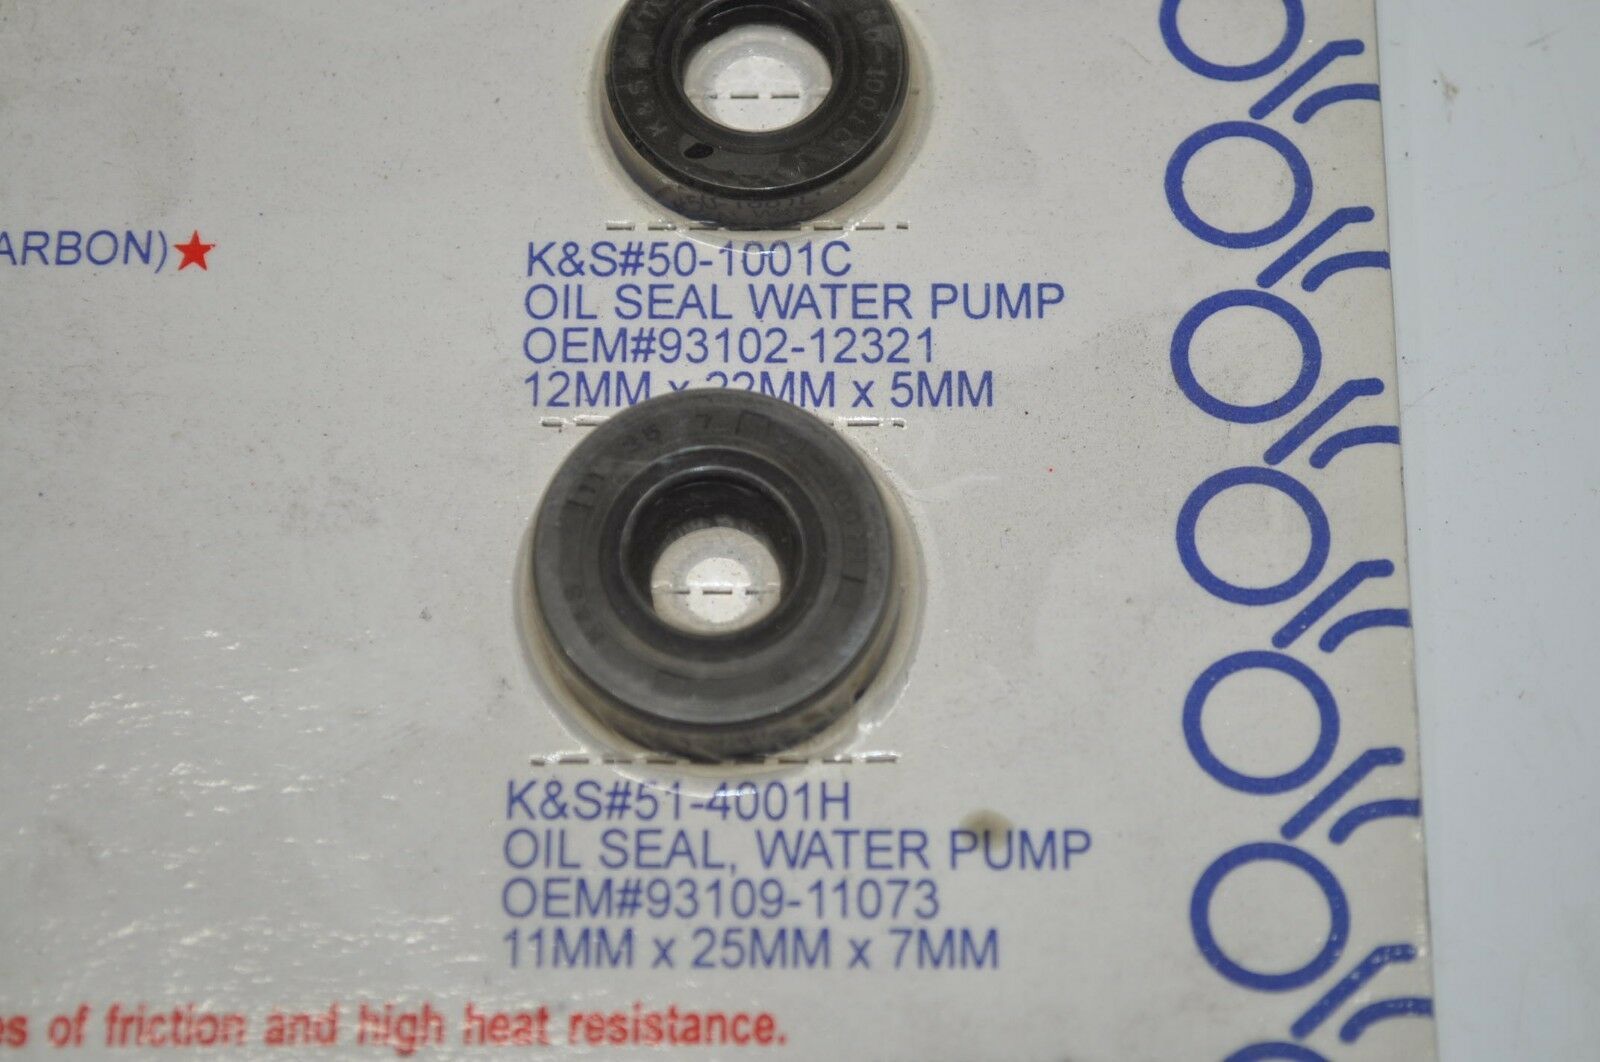 ARBON)★
K&S#50-1001C
OIL SEAL WATER PUMP
OEM#93102-12321
12MM x 22MM x 5MM
K&S#51-4001H
OIL SEAL, WATER PUMP
OEM#93109-11073
11MM x 25MM x 7MM
es of friction and high heat resistance.